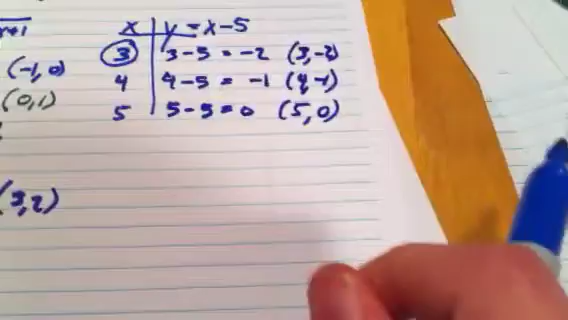 x y = x - 5
3 3 - 5 = -2 (3, -2)
(-1, 0)
4 4 - 5 = -1 (4, -1)
(0, 1)
5 5 - 5 = 0 (5, 0)
(3, 2)